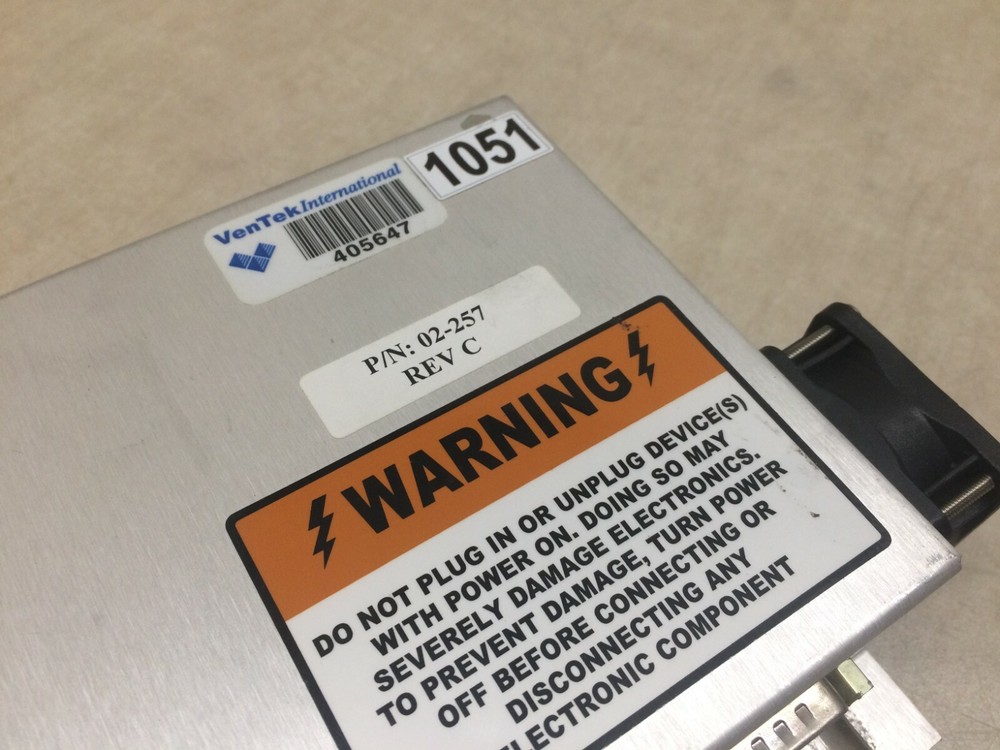 1051
VenTek International
405647
P/N: 02-257
REV C
WARNING
DO NOT PLUG IN OR UNPLUG DEVICE(S)
WITH POWER ON. DOING SO MAY
SEVERELY DAMAGE ELECTRONICS.
TO PREVENT DAMAGE, TURN POWER
OFF BEFORE CONNECTING OR
DISCONNECTING ANY
ELECTRONIC COMPONENT